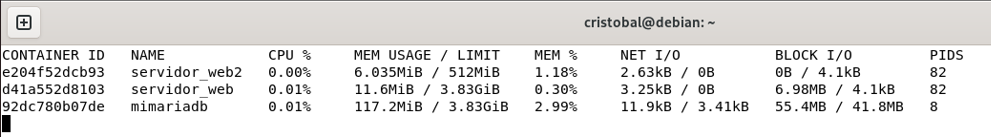 cristobal@debian: ~
CONTAINER ID NAME CPU % MEM USAGE / LIMIT MEM % NET I/O BLOCK I/O PIDS
e204f52dcb93 servidor_web2 0.00% 6.035MiB / 512MiB 1.18% 2.63kB / 0B 0B / 4.1kB 82
d41a552d8103 servidor_web 0.01% 11.6MiB / 3.83GiB 0.30% 3.25kB / 0B 6.98MB / 4.1kB 82
92dc780b07de mimariadb 0.01% 117.2MiB / 3.83GiB 2.99% 11.9kB / 3.41kB 55.4MB / 41.8MB 8